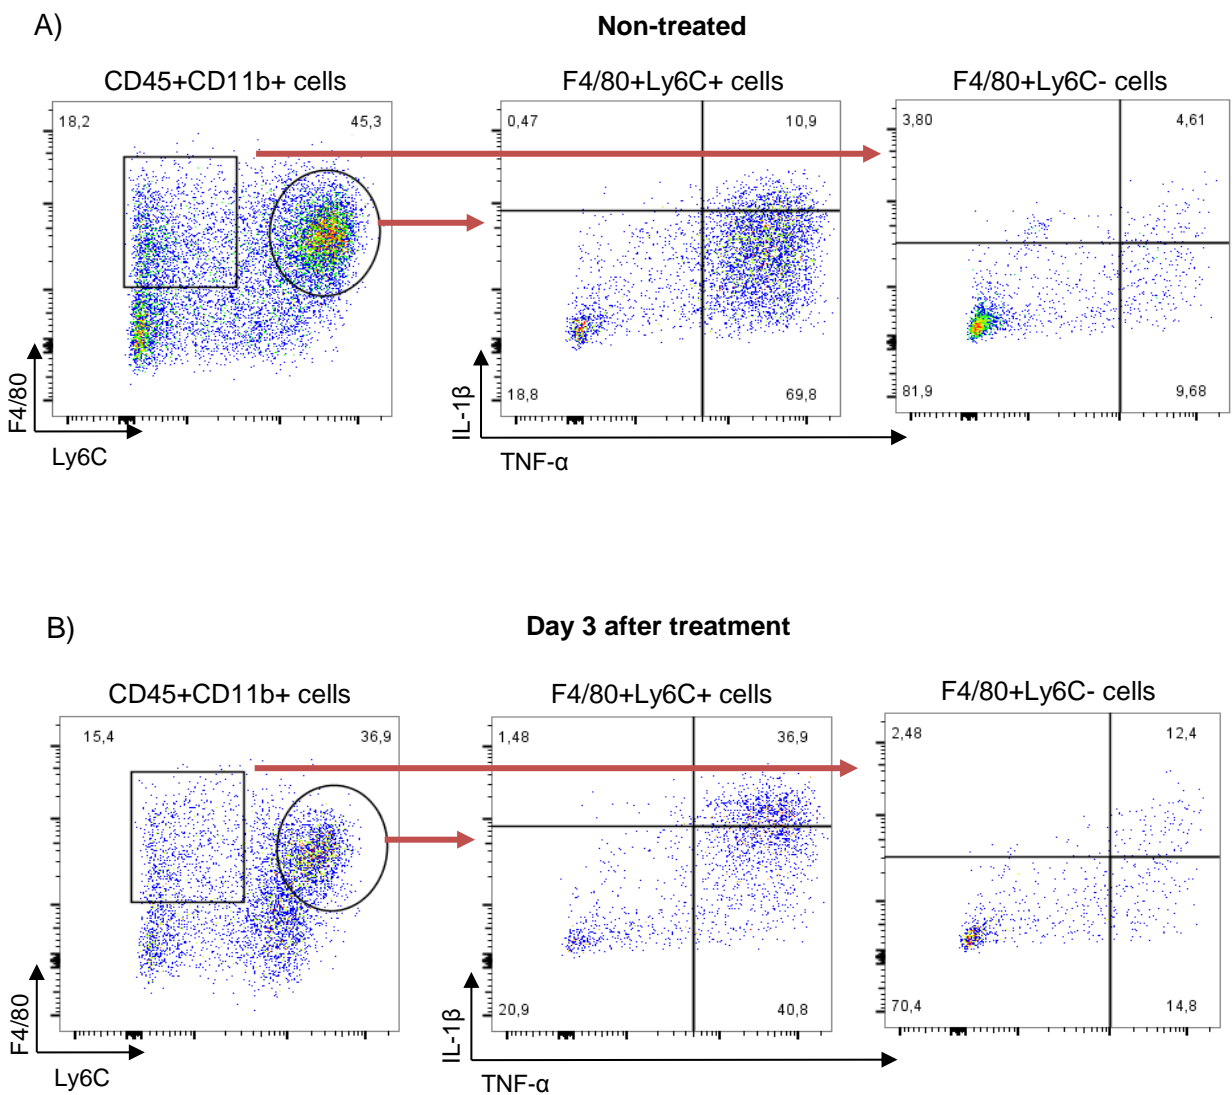 A)
Non-treated
CD45+CD11b+ cells
F4/80+Ly6C+ cells
F4/80+Ly6C- cells
18,2
45,3
0,47
10,9
3,80
4,61
18,8
69,8
81,9
9,68
F4/80
Ly6C
IL-1β
TNF-α
B)
Day 3 after treatment
CD45+CD11b+ cells
F4/80+Ly6C+ cells
F4/80+Ly6C- cells
15,4
36,9
1,48
36,9
2,48
12,4
20,9
40,8
70,4
14,8
F4/80
Ly6C
IL-1β
TNF-α